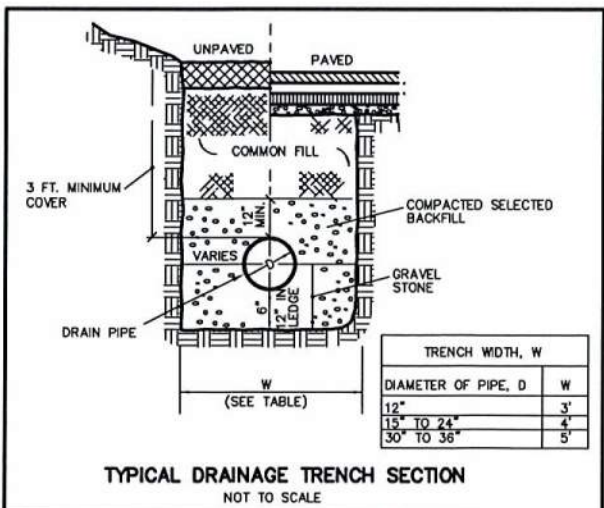 UNPAVED
PAVED
COMMON FILL
3 FT. MINIMUM
COVER
12"
MIN.
COMPACTED SELECTED
BACKFILL
VARIES
GRAVEL
STONE
6"
12" IN
LEDGE
DRAIN PIPE
W
(SEE TABLE)
TRENCH WIDTH, W
DIAMETER OF PIPE, D W
12" 3'
15" TO 24" 4'
30" TO 36" 5'
TYPICAL DRAINAGE TRENCH SECTION
NOT TO SCALE